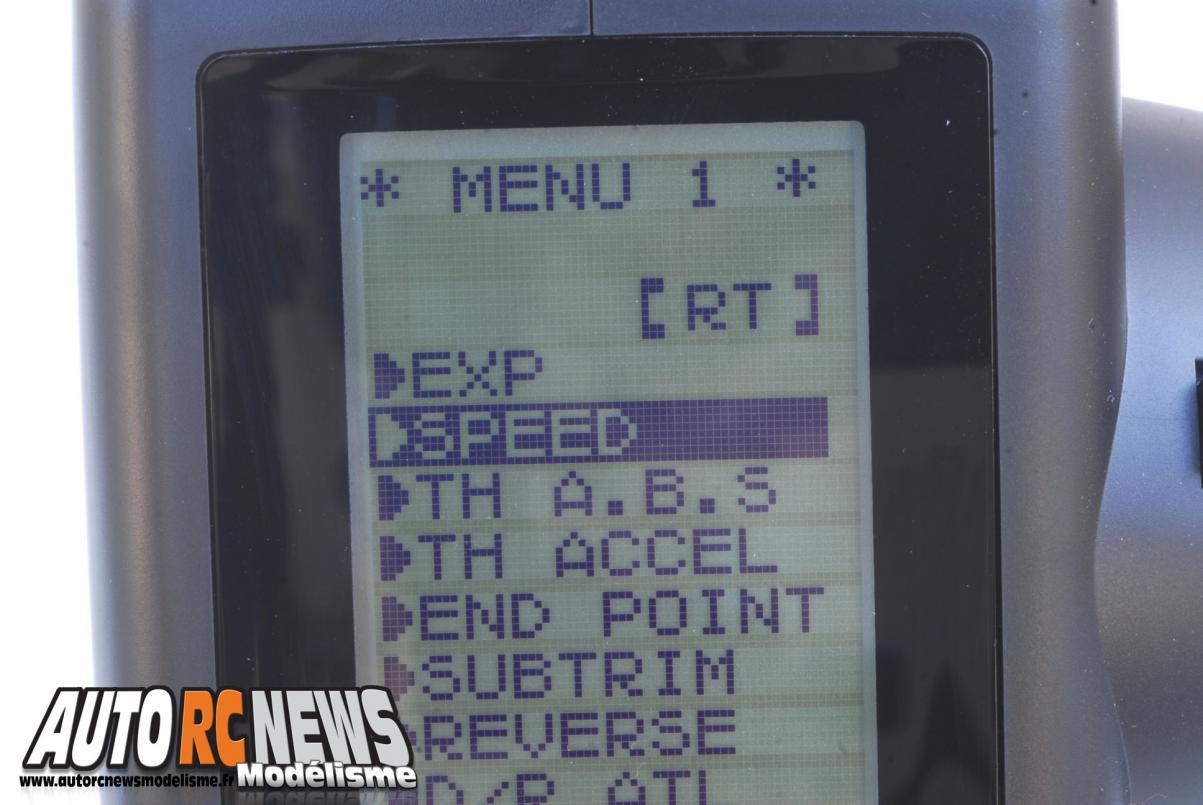 * MENU 1 *
[RT]
EXP
SPEED
TH A.B.S
TH ACCEL
END POINT
SUBTRIM
REVERSE
D/R ATL
AUTO RC NEWS
www.autorcnewsmodelisme.fr Modélisme